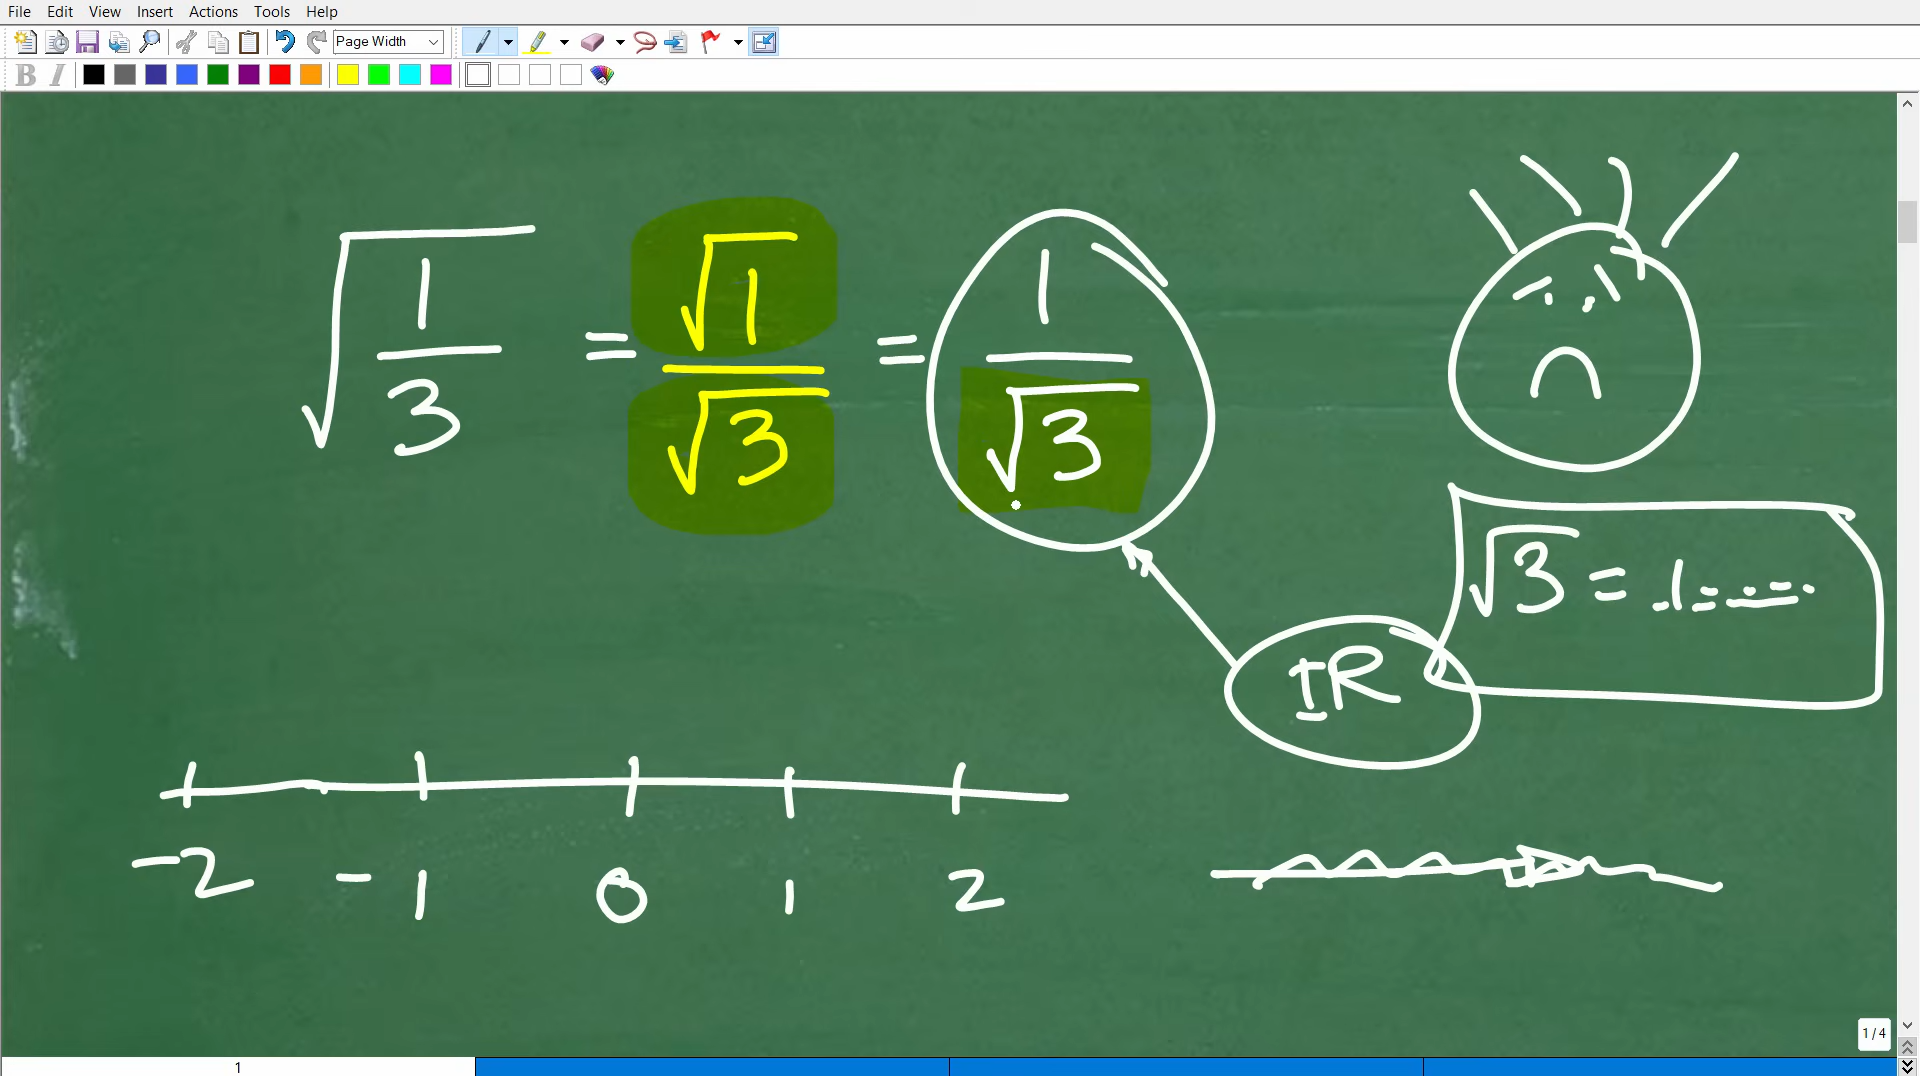 File Edit View Insert Actions Tools Help
Page Width
B I
√(1/3) = √1/√3 = 1/√3
√3 = 1.
IR
-2 -1 0 1 2
1 / 4
1